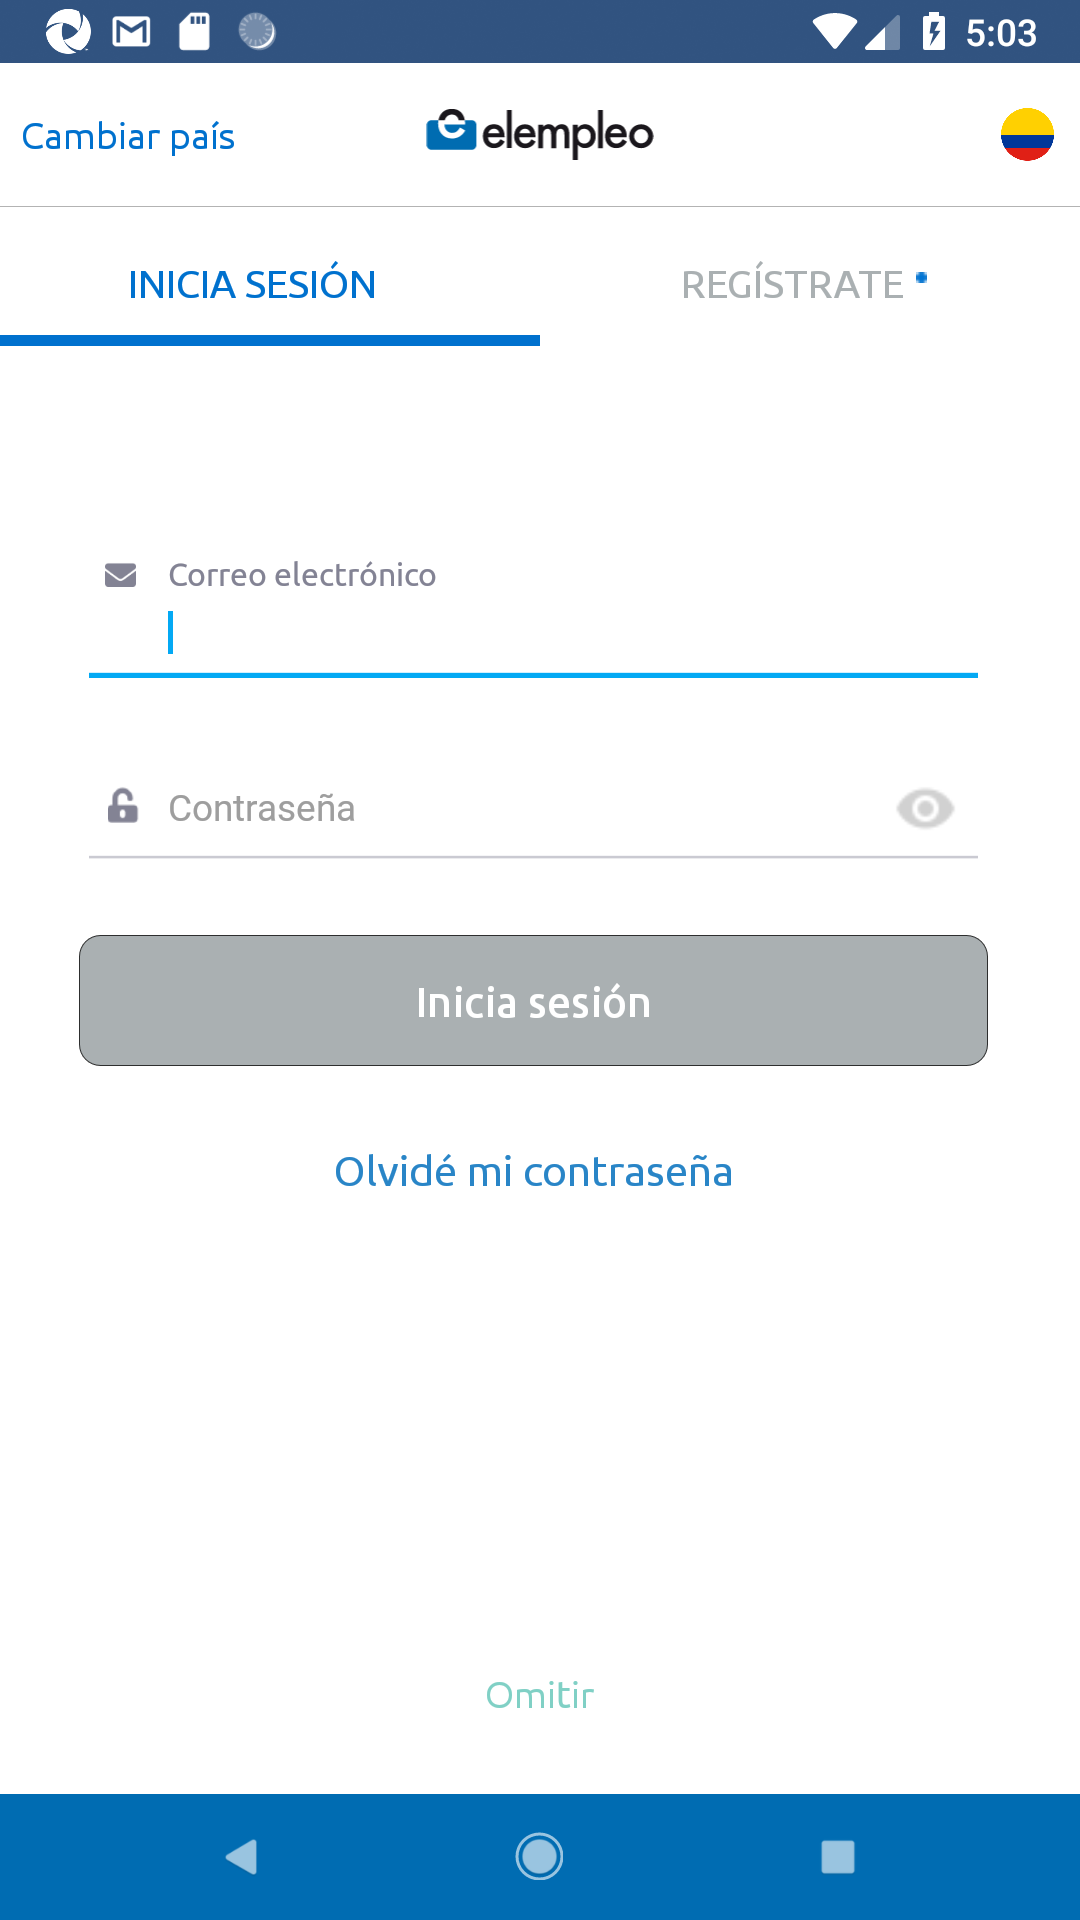 5:03
Cambiar país
elempleo
INICIA SESIÓN
REGÍSTRATE
Correo electrónico
Contraseña
Inicia sesión
Olvidé mi contraseña
Omitir